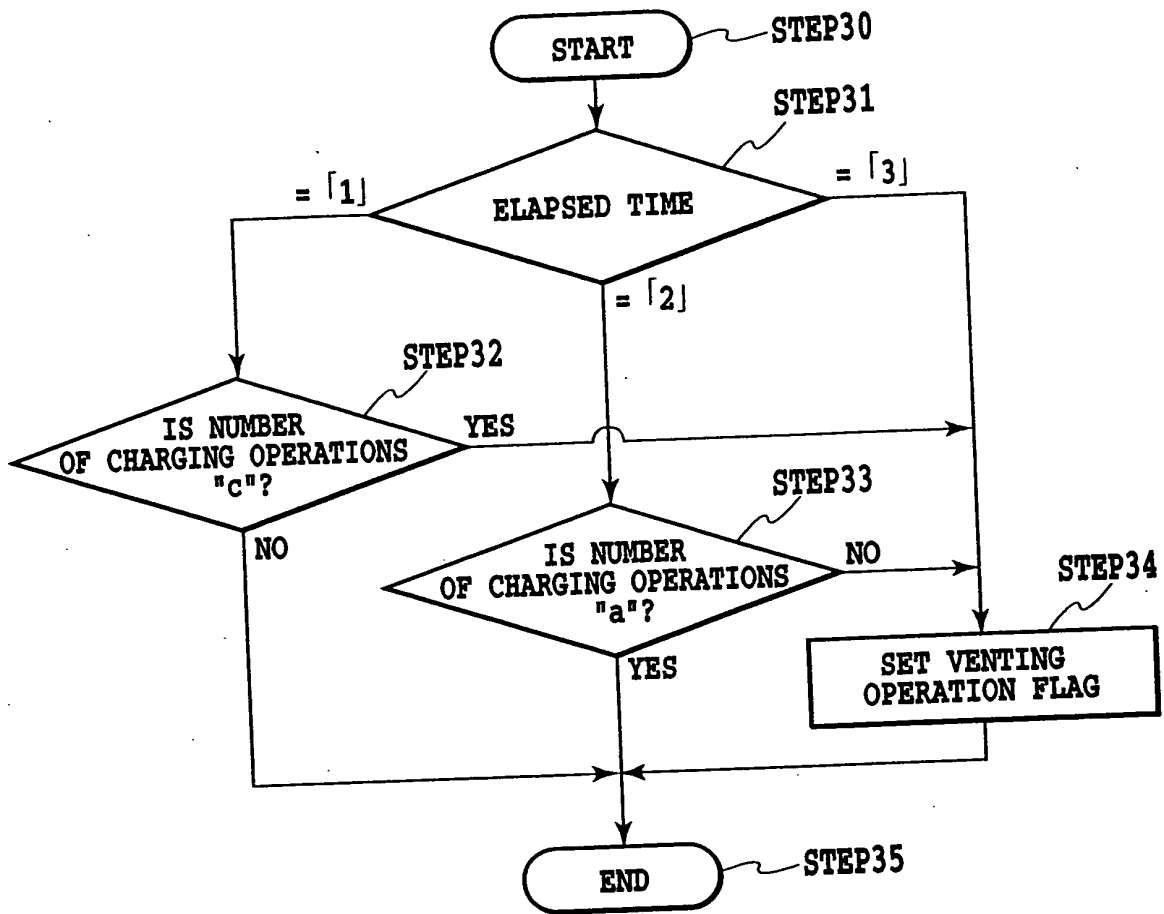 START
STEP30
STEP31
= ｢1｣
ELAPSED TIME
= ｢3｣
= ｢2｣
STEP32
IS NUMBER
OF CHARGING OPERATIONS
"c"?
YES
NO
STEP33
IS NUMBER
OF CHARGING OPERATIONS
"a"?
NO
YES
STEP34
SET VENTING
OPERATION FLAG
END
STEP35